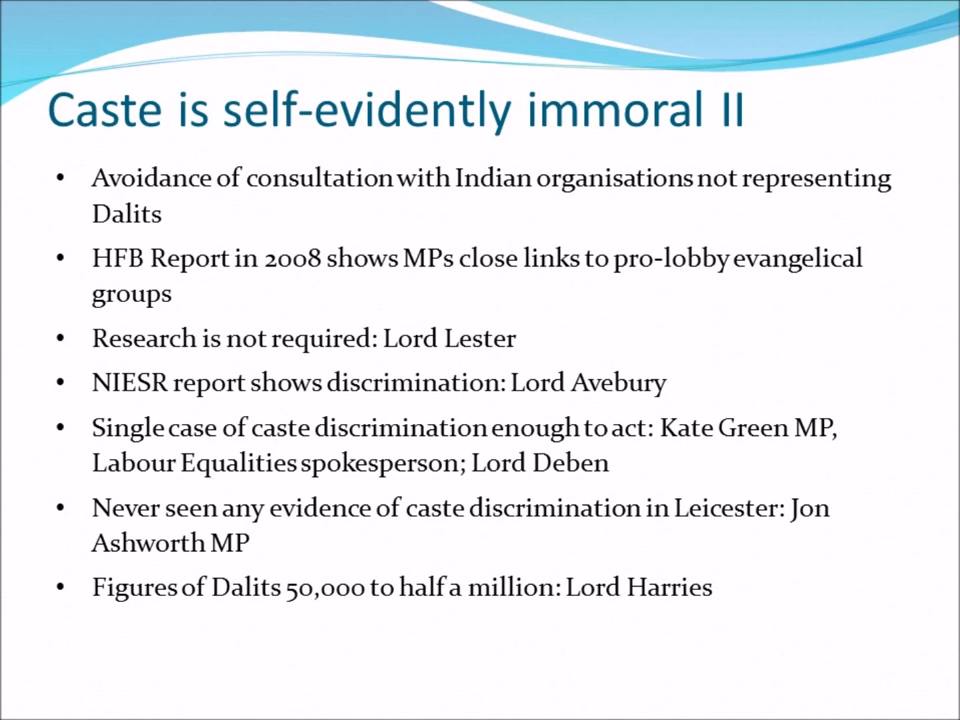 Caste is self-evidently immoral II
• Avoidance of consultation with Indian organisations not representing
Dalits
• HFB Report in 2008 shows MPs close links to pro-lobby evangelical
groups
• Research is not required: Lord Lester
• NIESR report shows discrimination: Lord Avebury
• Single case of caste discrimination enough to act: Kate Green MP,
Labour Equalities spokesperson; Lord Deben
• Never seen any evidence of caste discrimination in Leicester: Jon
Ashworth MP
• Figures of Dalits 50,000 to half a million: Lord Harries